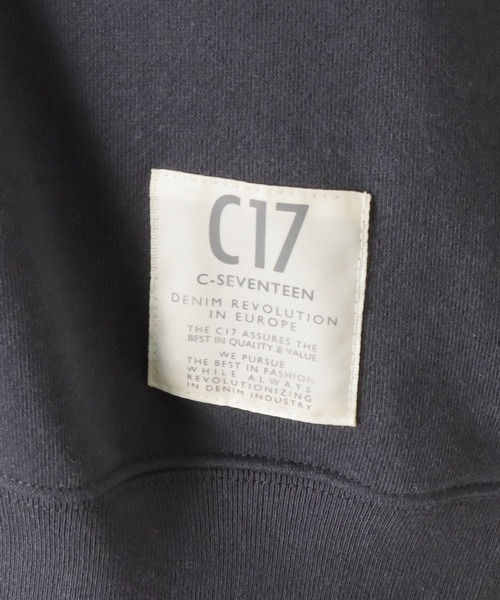 C17
C-SEVENTEEN
DENIM REVOLUTION
IN EUROPE
THE C17 ASSURES THE
BEST IN QUALITY & VALUE
WE PURSUE
THE BEST IN FASHION
WHILE ALWAYS
REVOLUTIONIZING
IN DENIM INDUSTRY